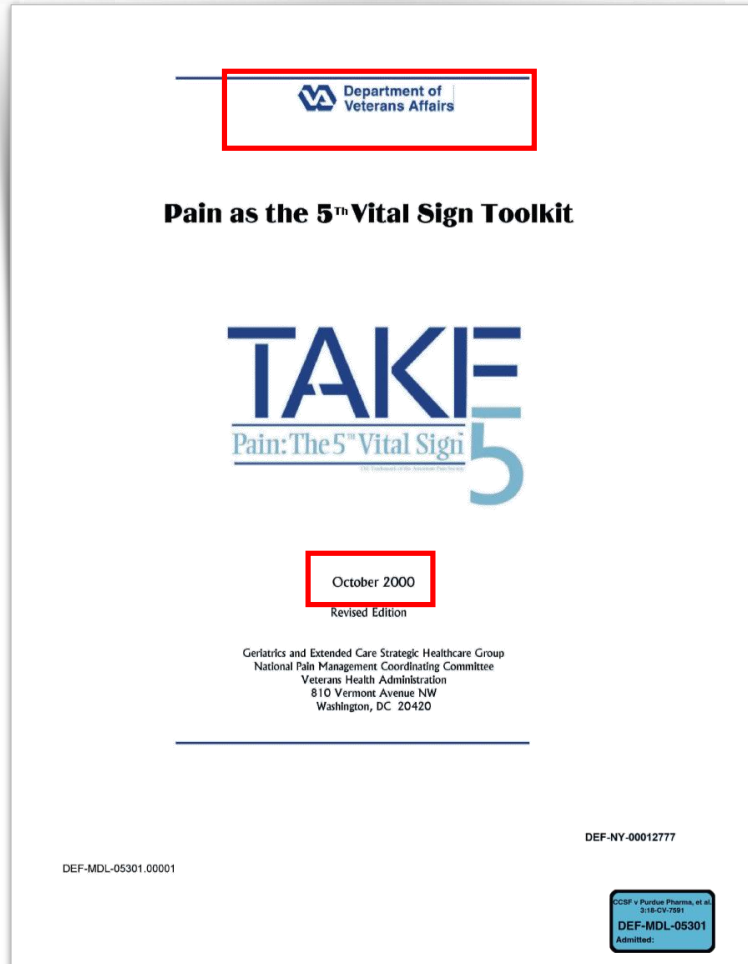 Department of
Veterans Affairs
Pain as the 5Th Vital Sign Toolkit
TAKE
5
Pain: The 5TH Vital Sign
October 2000
Revised Edition
Geriatrics and Extended Care Strategic Healthcare Group
National Pain Management Coordinating Committee
Veterans Health Administration
810 Vermont Avenue NW
Washington, DC 20420
DEF-NY-00012777
DEF-MDL-05301.00001
CCSF v Purdue Pharma, et al.
3:18-CV-7591
DEF-MDL-05301
Admitted: